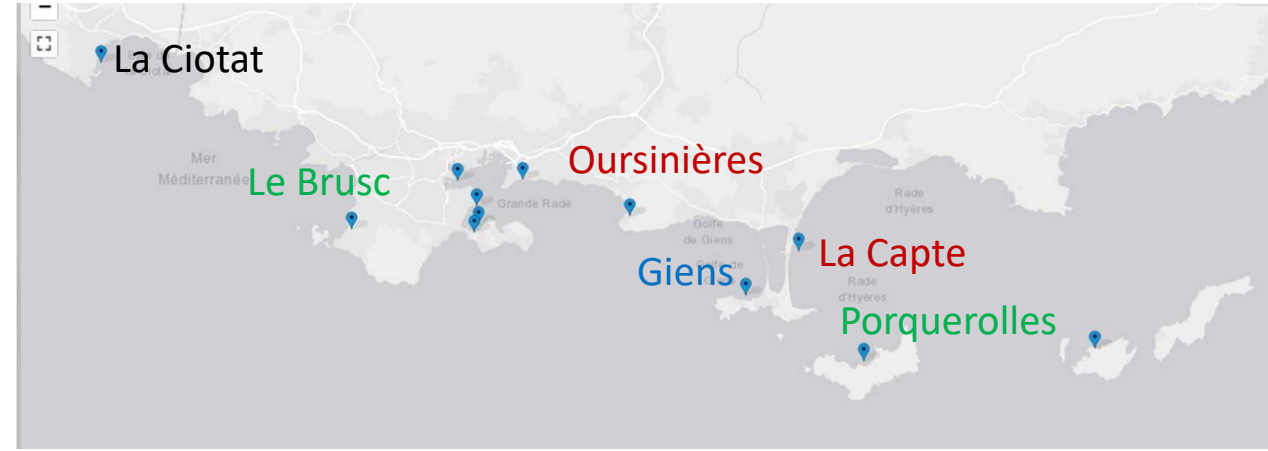 La Ciotat
Mer
Méditerranée
Le Brusc
Oursinières
Grande Rade
Rade
d'Hyères
Golfe
de Giens
Giens
La Capte
Rade
d'Hyères
Porquerolles